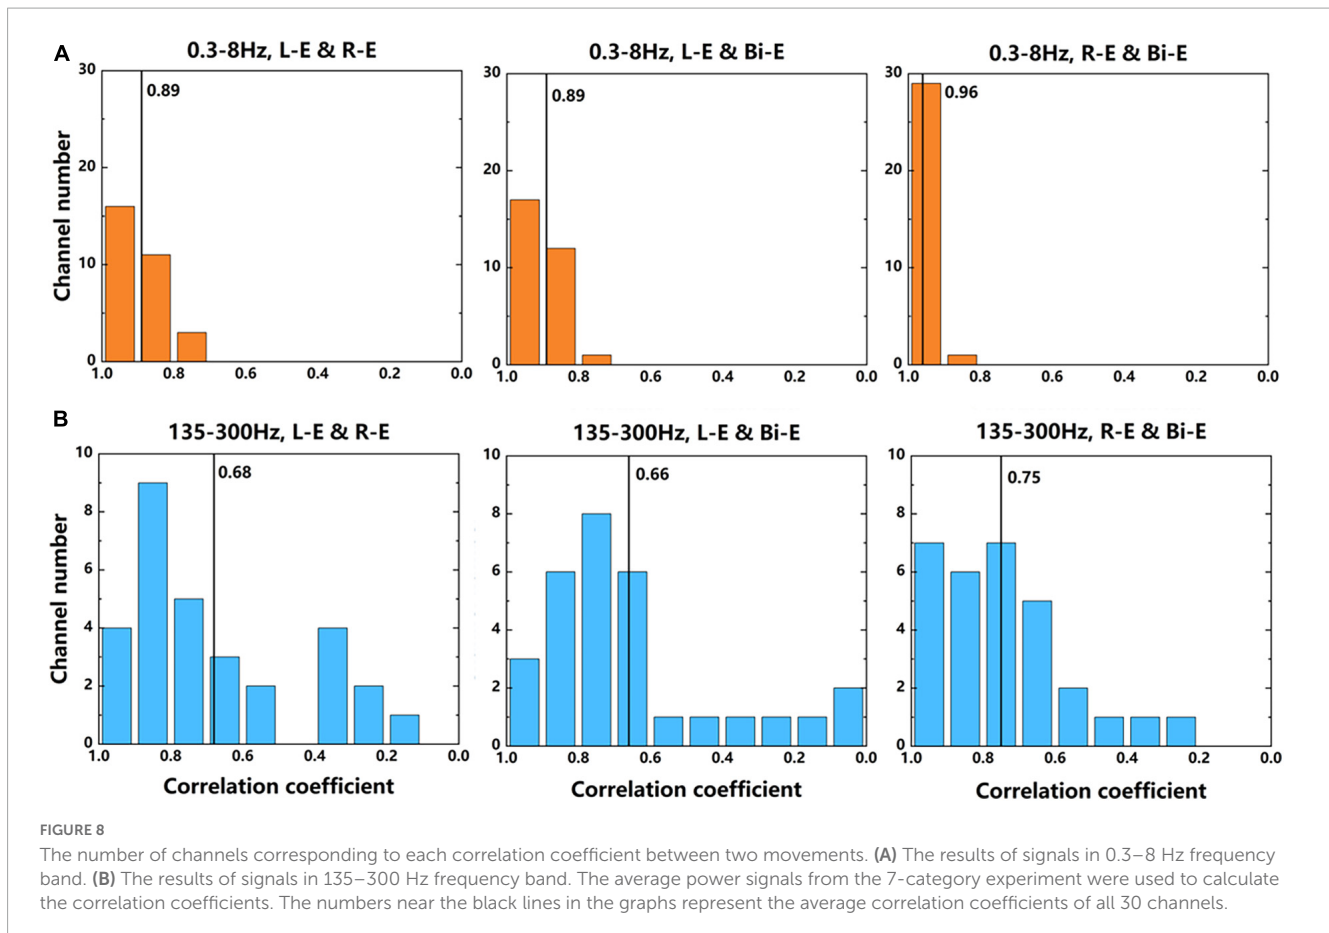 A
0.3-8Hz, L-E & R-E
0.3-8Hz, L-E & Bi-E
0.3-8Hz, R-E & Bi-E
Channel number
30
20
10
0
0.89
1.0 0.8 0.6 0.4 0.2 0.0
30
20
10
0
0.89
1.0 0.8 0.6 0.4 0.2 0.0
30
20
10
0
0.96
1.0 0.8 0.6 0.4 0.2 0.0
B
135-300Hz, L-E & R-E
135-300Hz, L-E & Bi-E
135-300Hz, R-E & Bi-E
Channel number
10
8
6
4
2
0
0.68
1.0 0.8 0.6 0.4 0.2 0.0
Correlation coefficient
10
8
6
4
2
0
0.66
1.0 0.8 0.6 0.4 0.2 0.0
Correlation coefficient
10
8
6
4
2
0
0.75
1.0 0.8 0.6 0.4 0.2 0.0
Correlation coefficient
FIGURE 8
The number of channels corresponding to each correlation coefficient between two movements. (A) The results of signals in 0.3–8 Hz frequency
band. (B) The results of signals in 135–300 Hz frequency band. The average power signals from the 7-category experiment were used to calculate
the correlation coefficients. The numbers near the black lines in the graphs represent the average correlation coefficients of all 30 channels.